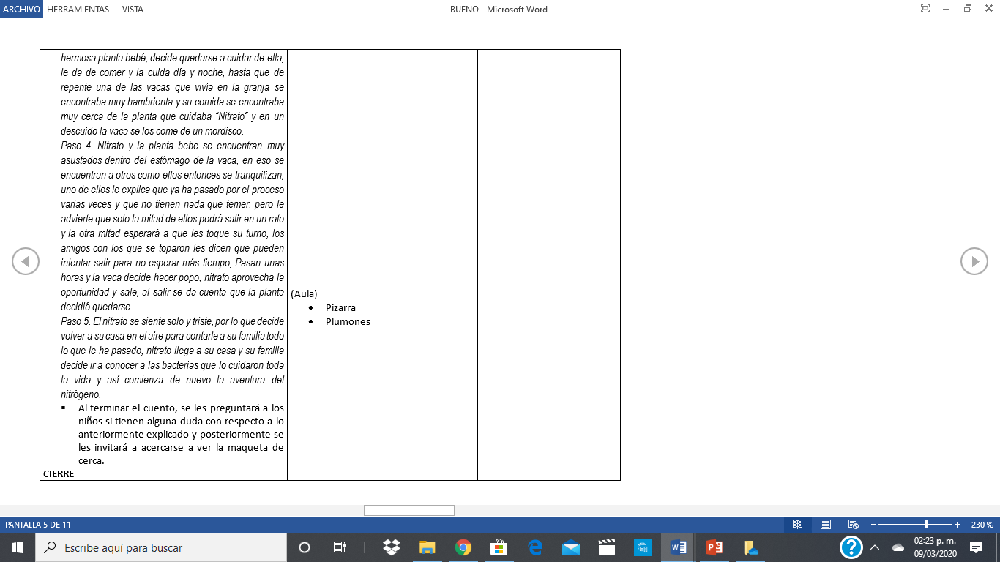 ARCHIVO HERRAMIENTAS VISTA
BUENO - Microsoft Word
hermosa planta bebé, decide quedarse a cuidar de ella,
le da de comer y la cuida día y noche, hasta que de
repente una de las vacas que vivía en la granja se
encontraba muy hambrienta y su comida se encontraba
muy cerca de la planta que cuidaba “Nitrato” y en un
descuido la vaca se los come de un mordisco.
Paso 4. Nitrato y la planta bebe se encuentran muy
asustados dentro del estómago de la vaca, en eso se
encuentran a otros como ellos entonces se tranquilizan,
uno de ellos le explica que ya ha pasado por el proceso
varias veces y que no tienen nada que temer, pero le
advierte que solo la mitad de ellos podrá salir en un rato
y la otra mitad esperará a que les toque su turno, los
amigos con los que se toparon les dicen que pueden
intentar salir para no esperar más tiempo; Pasan unas
horas y la vaca decide hacer popo, nitrato aprovecha la
oportunidad y sale, al salir se da cuenta que la planta
decidió quedarse.
Paso 5. El nitrato se siente solo y triste, por lo que decide
volver a su casa en el aire para contarle a su familia todo
lo que le ha pasado, nitrato llega a su casa y su familia
decide ir a conocer a las bacterias que lo cuidaron toda
la vida y así comienza de nuevo la aventura del
nitrógeno.
▪ Al terminar el cuento, se les preguntará a los
niños si tienen alguna duda con respecto a lo
anteriormente explicado y posteriormente se
les invitará a acercarse a ver la maqueta de
cerca.
CIERRE
(Aula)
• Pizarra
• Plumones
PANTALLA 5 DE 11
230 %
Escribe aquí para buscar
02:23 p. m.
09/03/2020